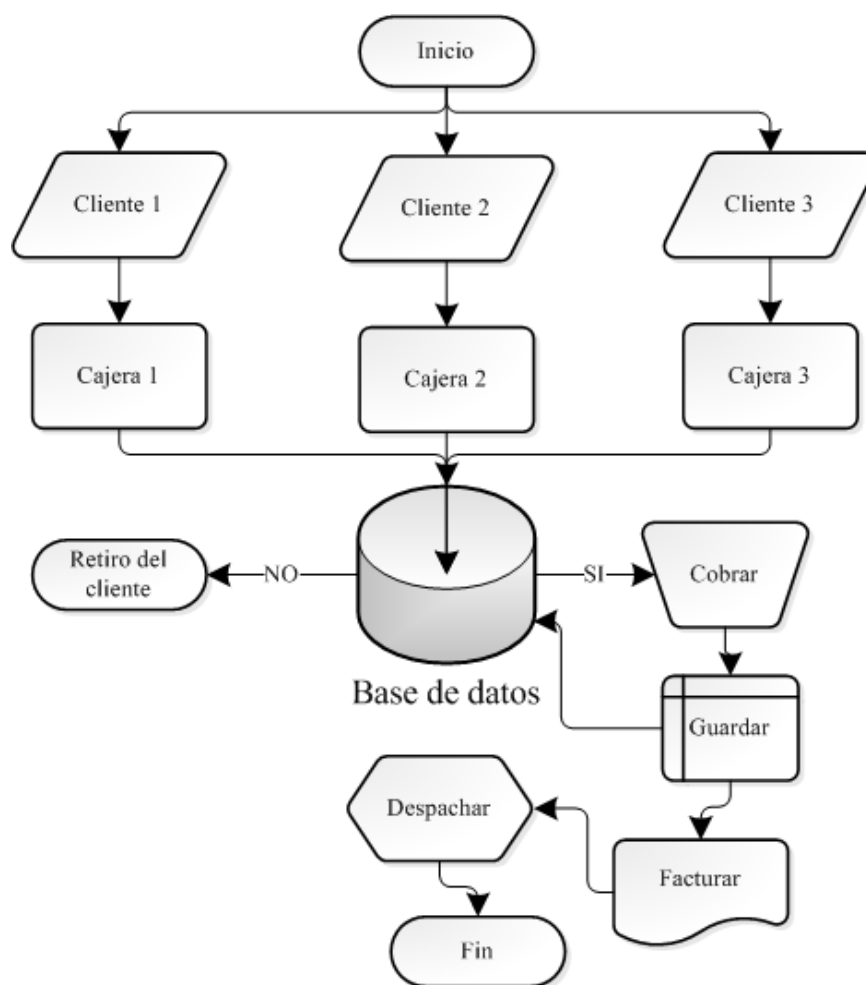 Inicio
Cliente 1
Cliente 2
Cliente 3
Cajera 1
Cajera 2
Cajera 3
Retiro del
cliente
NO
SI
Cobrar
Base de datos
Guardar
Despachar
Facturar
Fin